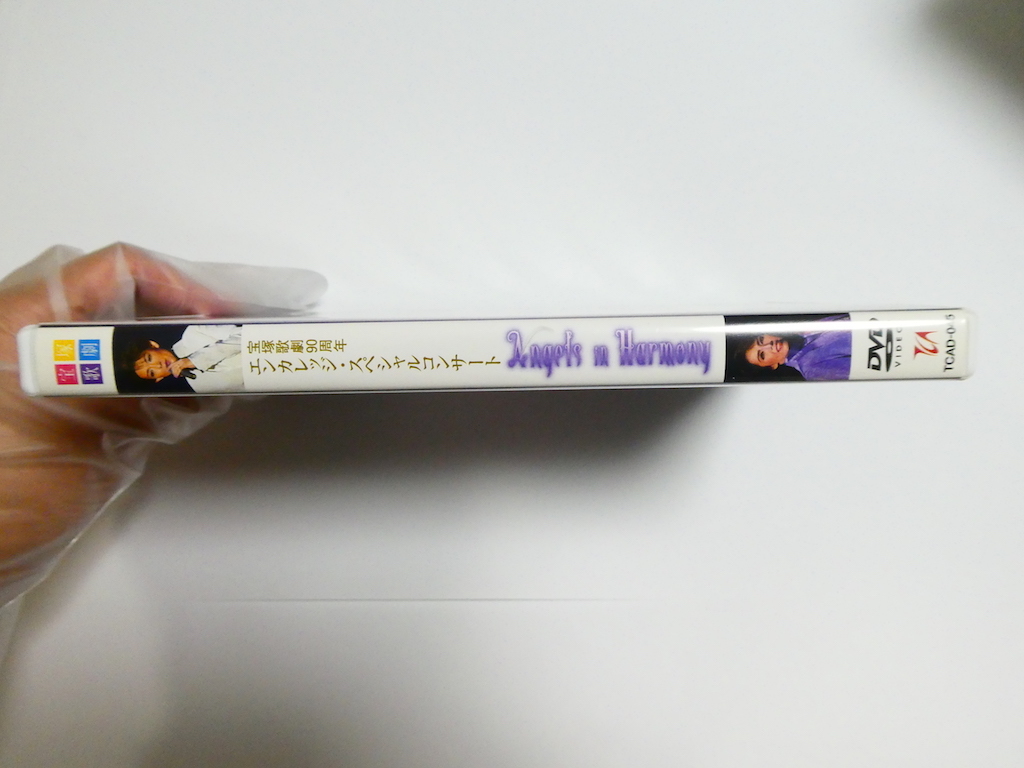 宝塚歌劇
宝塚歌劇90周年
エンカレッジ・スペシャルコンサート
Angels in Harmony
DVD
VIDEO
TCAD-0-5